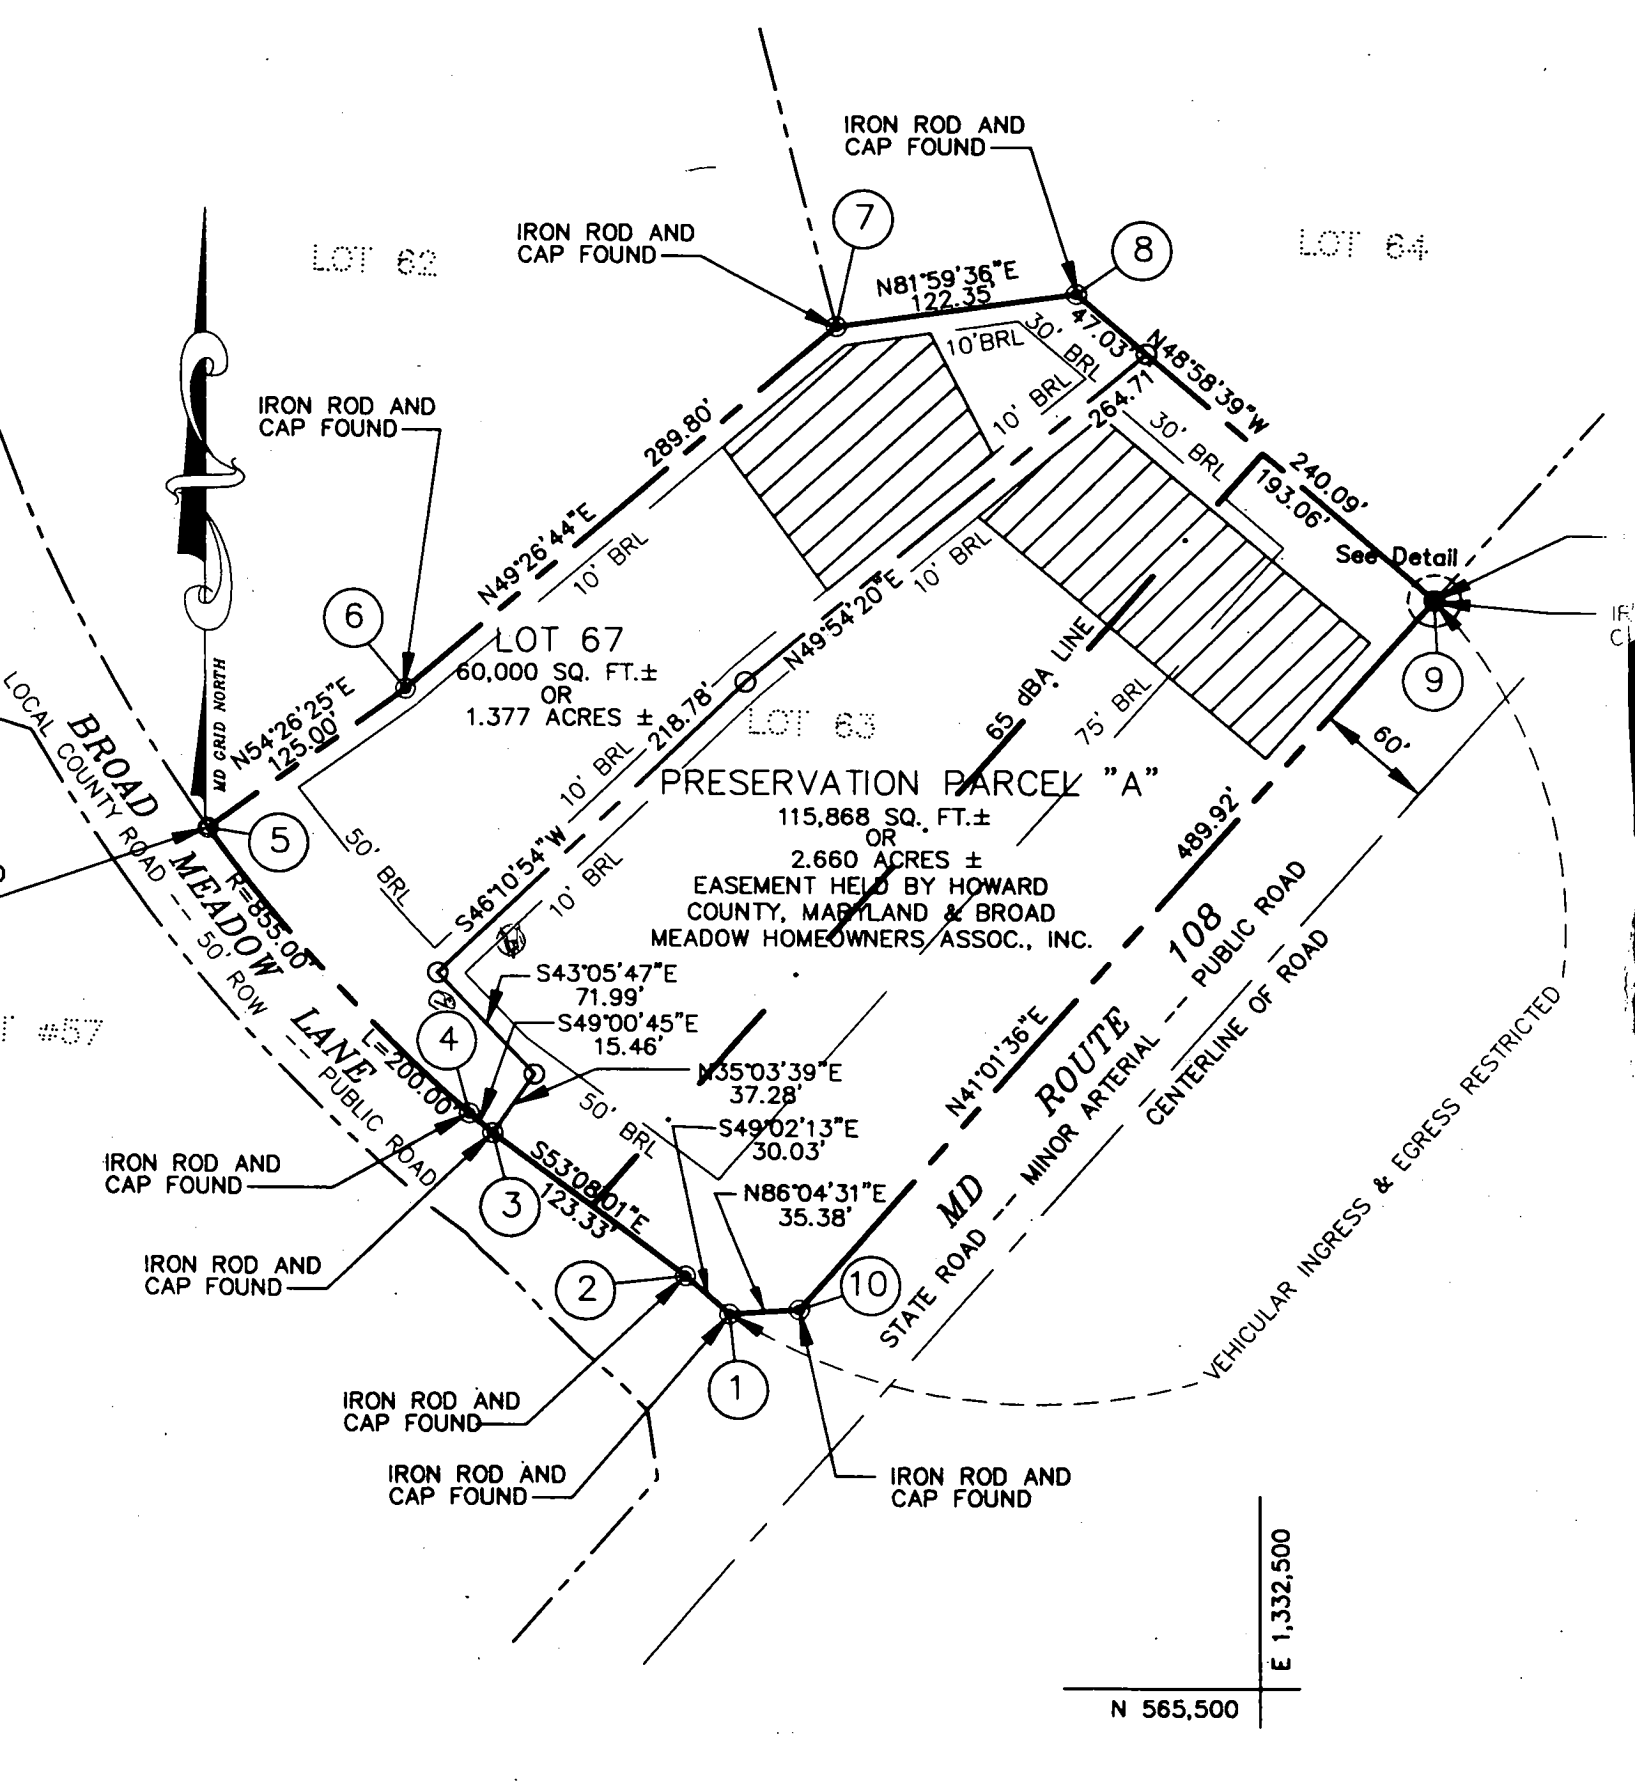 IRON ROD AND
CAP FOUND
7
8
IRON ROD AND
CAP FOUND
LOT 62
LOT 64
N81°59'36"E
122.35'
47.03'
N48°58'39"W
10'BRL
30' BRL
10' BRL
264.71
30' BRL
240.09'
193.06'
See Detail
IRON ROD AND
CAP FOUND
289.80'
N49°26'44"E
10' BRL
10' BRL
N49°54'20"E
6
LOT 67
60,000 SQ. FT.±
OR
1.377 ACRES ±
9
MD GRID NORTH
N54°26'25"E
125.00'
218.78'
10' BRL
LOT 63
65 dBA LINE
75' BRL
60'
PRESERVATION PARCEL "A"
115,868 SQ. FT.±
OR
2.660 ACRES ±
EASEMENT HELD BY HOWARD
COUNTY, MARYLAND & BROAD
MEADOW HOMEOWNERS ASSOC., INC.
5
50' BRL
S46°10'54"W
10' BRL
489.92'
N41°01'36"E
BROAD MEADOW LANE
LOCAL COUNTY ROAD --- 50' ROW --- PUBLIC ROAD
R=855.00'
L=200.00'
#57
4
S43°05'47"E
71.99'
S49°00'45"E
15.46'
N35°03'39"E
37.28'
50' BRL
S49°02'13"E
30.03'
N86°04'31"E
35.38'
MD ROUTE 108
STATE ROAD --- MINOR ARTERIAL --- PUBLIC ROAD
CENTERLINE OF ROAD
VEHICULAR INGRESS & EGRESS RESTRICTED
IRON ROD AND
CAP FOUND
3
S53°08'01"E
123.33'
IRON ROD AND
CAP FOUND
2
10
1
IRON ROD AND
CAP FOUND
IRON ROD AND
CAP FOUND
IRON ROD AND
CAP FOUND
E 1,332,500
N 565,500